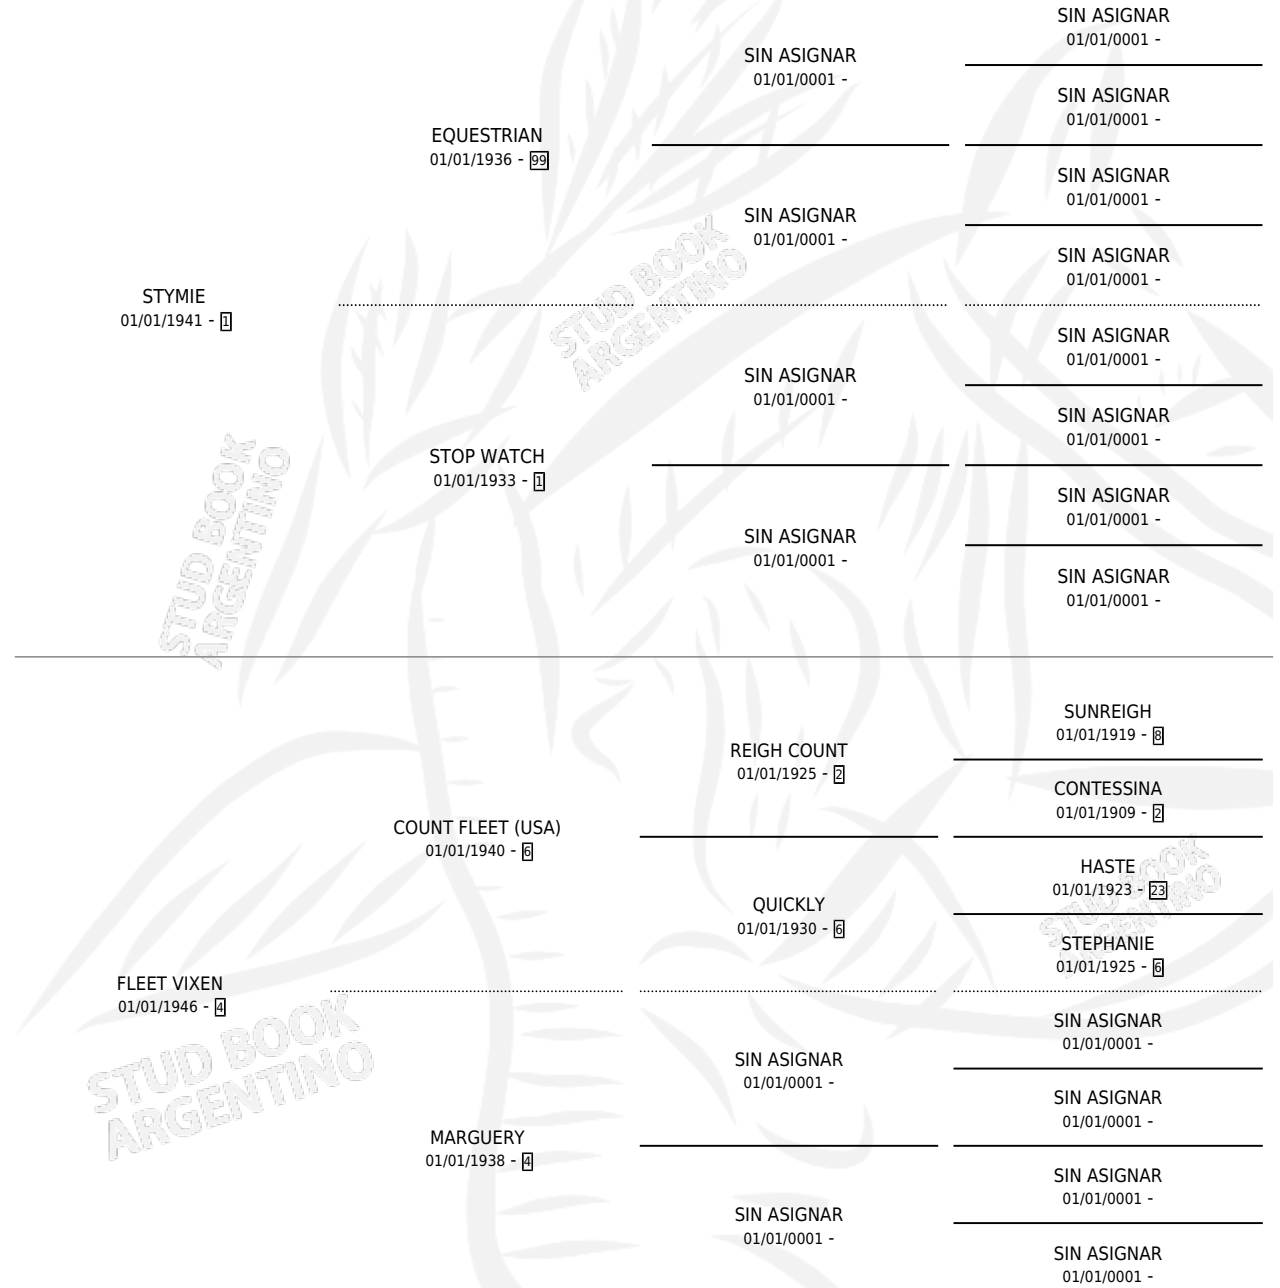 SIN ASIGNAR
01/01/0001 -
SIN ASIGNAR
01/01/0001 -
SIN ASIGNAR
01/01/0001 -
EQUESTRIAN
01/01/1936 - 99
SIN ASIGNAR
01/01/0001 -
SIN ASIGNAR
01/01/0001 -
SIN ASIGNAR
01/01/0001 -
STYMIE
01/01/1941 - 1
SIN ASIGNAR
01/01/0001 -
SIN ASIGNAR
01/01/0001 -
SIN ASIGNAR
01/01/0001 -
STOP WATCH
01/01/1933 - 1
SIN ASIGNAR
01/01/0001 -
SIN ASIGNAR
01/01/0001 -
SIN ASIGNAR
01/01/0001 -
SUNREIGH
01/01/1919 - 8
REIGH COUNT
01/01/1925 - 2
CONTESSINA
01/01/1909 - 2
COUNT FLEET (USA)
01/01/1940 - 6
HASTE
01/01/1923 - 23
QUICKLY
01/01/1930 - 6
STEPHANIE
01/01/1925 - 6
FLEET VIXEN
01/01/1946 - 4
SIN ASIGNAR
01/01/0001 -
SIN ASIGNAR
01/01/0001 -
SIN ASIGNAR
01/01/0001 -
MARGUERY
01/01/1938 - 4
SIN ASIGNAR
01/01/0001 -
SIN ASIGNAR
01/01/0001 -
SIN ASIGNAR
01/01/0001 -
STUD BOOK
ARGENTINO
STUD BOOK
ARGENTINO
STUD BOOK
ARGENTINO
STUD BOOK
ARGENTINO